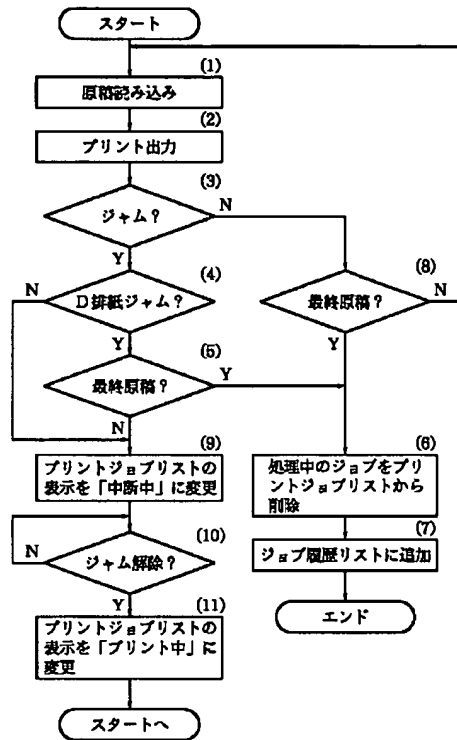 スタート
(1)
原稿読み込み
(2)
プリント出力
(3)
ジャム？
N
Y
(4)
D排紙ジャム？
N
Y
(5)
最終原稿？
Y
N
(8)
最終原稿？
N
Y
(9)
プリントジョブリストの
表示を「中断中」に変更
(10)
ジャム解除？
N
Y
(11)
プリントジョブリストの
表示を「プリント中」に
変更
スタートへ
(6)
処理中のジョブをプリ
ントジョブリストから
削除
(7)
ジョブ履歴リストに追加
エンド